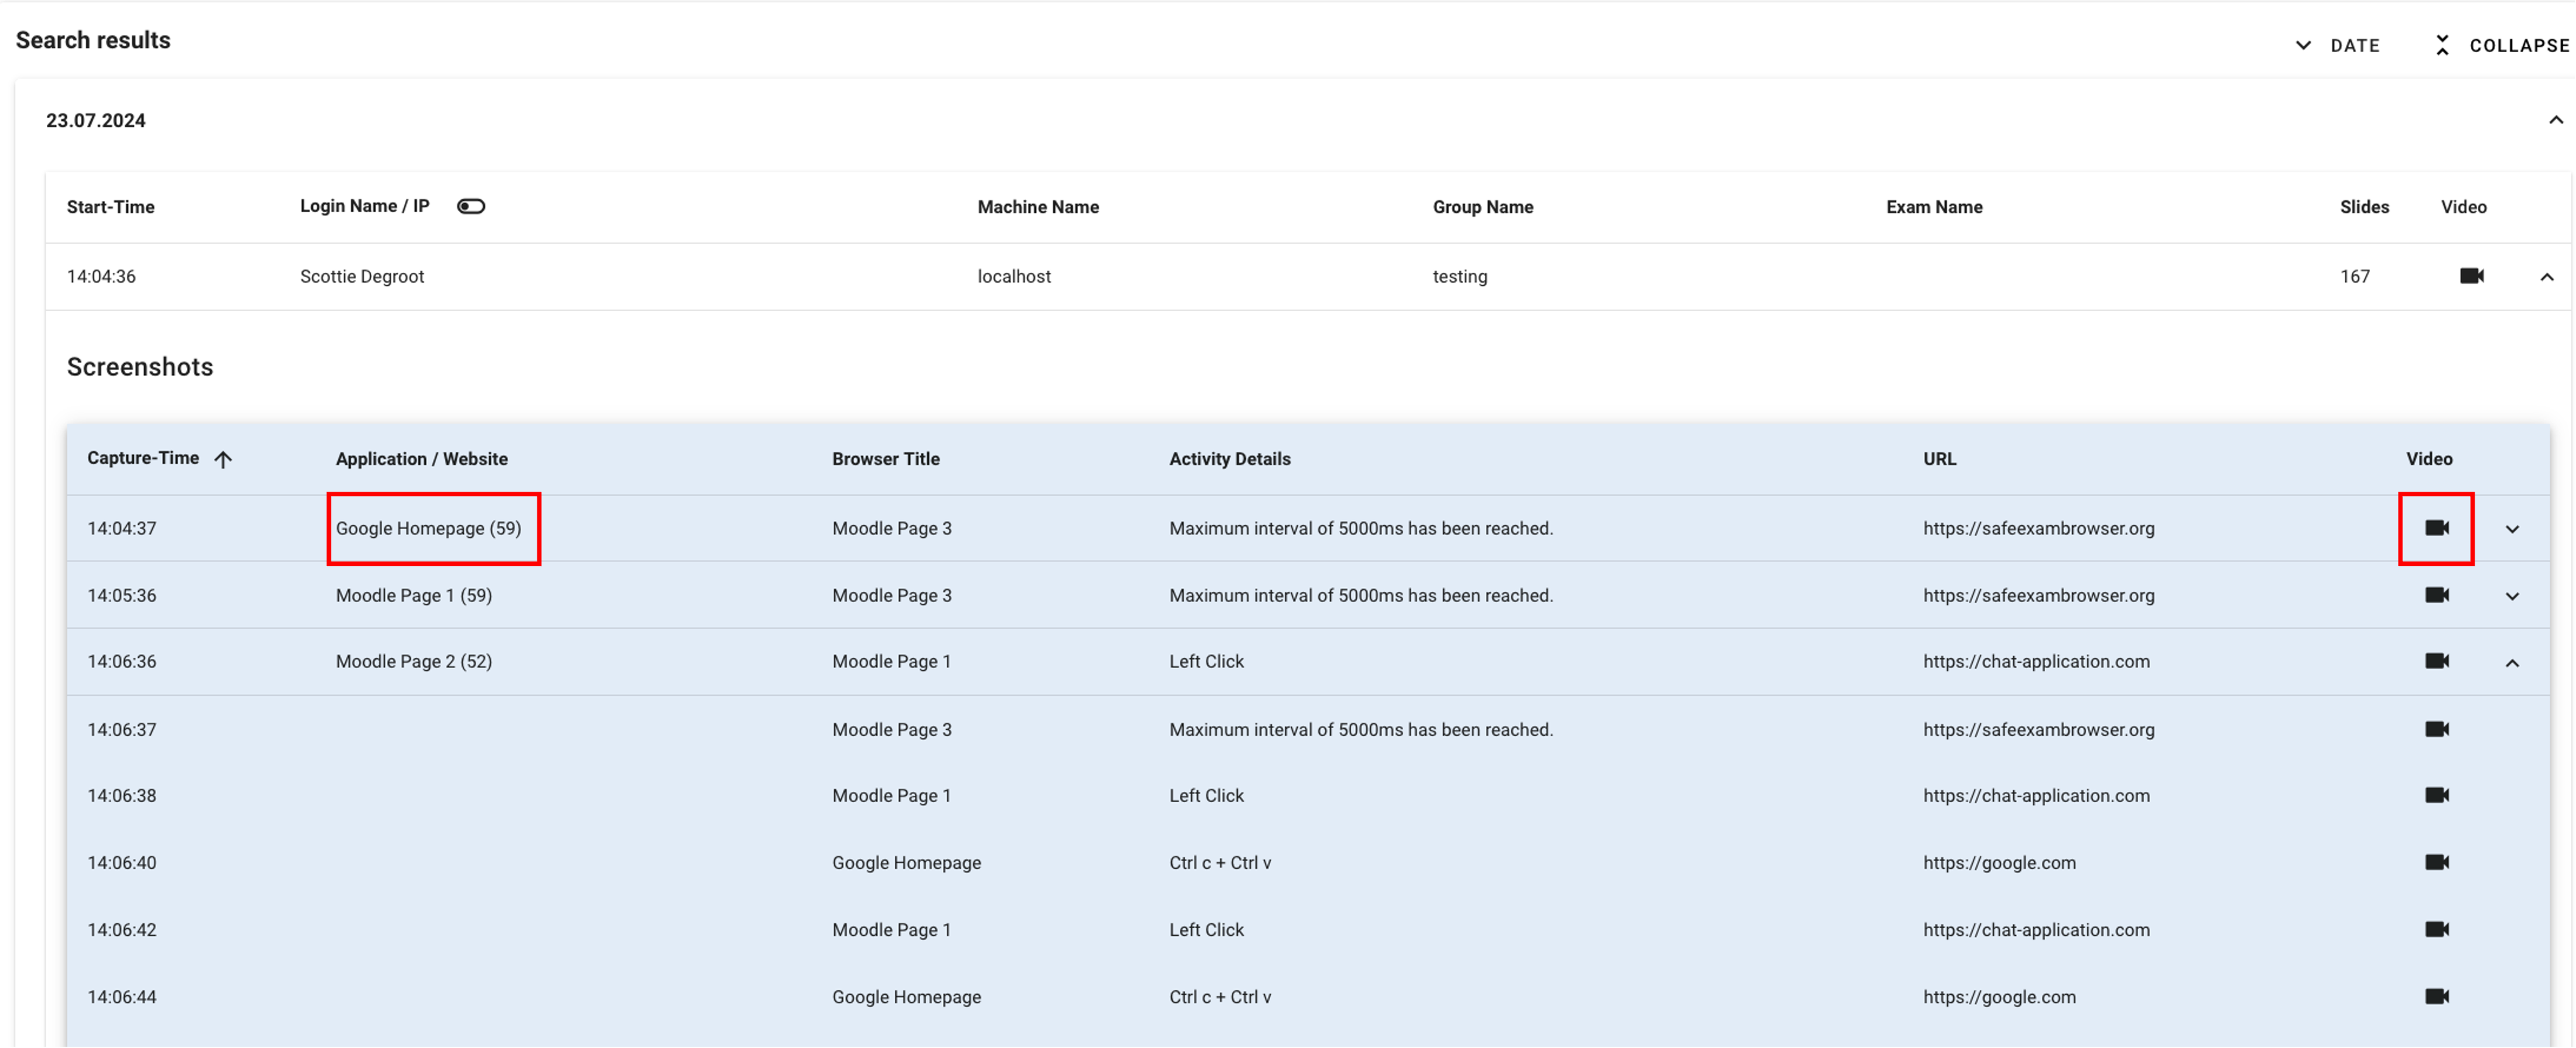 Search results
DATE COLLAPSE
23.07.2024
Start-Time Login Name / IP Machine Name Group Name Exam Name Slides Video
14:04:36 Scottie Degroot localhost testing 167
Screenshots
Capture-Time Application / Website Browser Title Activity Details URL Video
14:04:37 Google Homepage (59) Moodle Page 3 Maximum interval of 5000ms has been reached. https://safeexambrowser.org
14:05:36 Moodle Page 1 (59) Moodle Page 3 Maximum interval of 5000ms has been reached. https://safeexambrowser.org
14:06:36 Moodle Page 2 (52) Moodle Page 1 Left Click https://chat-application.com
14:06:37 Moodle Page 3 Maximum interval of 5000ms has been reached. https://safeexambrowser.org
14:06:38 Moodle Page 1 Left Click https://chat-application.com
14:06:40 Google Homepage Ctrl c + Ctrl v https://google.com
14:06:42 Moodle Page 1 Left Click https://chat-application.com
14:06:44 Google Homepage Ctrl c + Ctrl v https://google.com